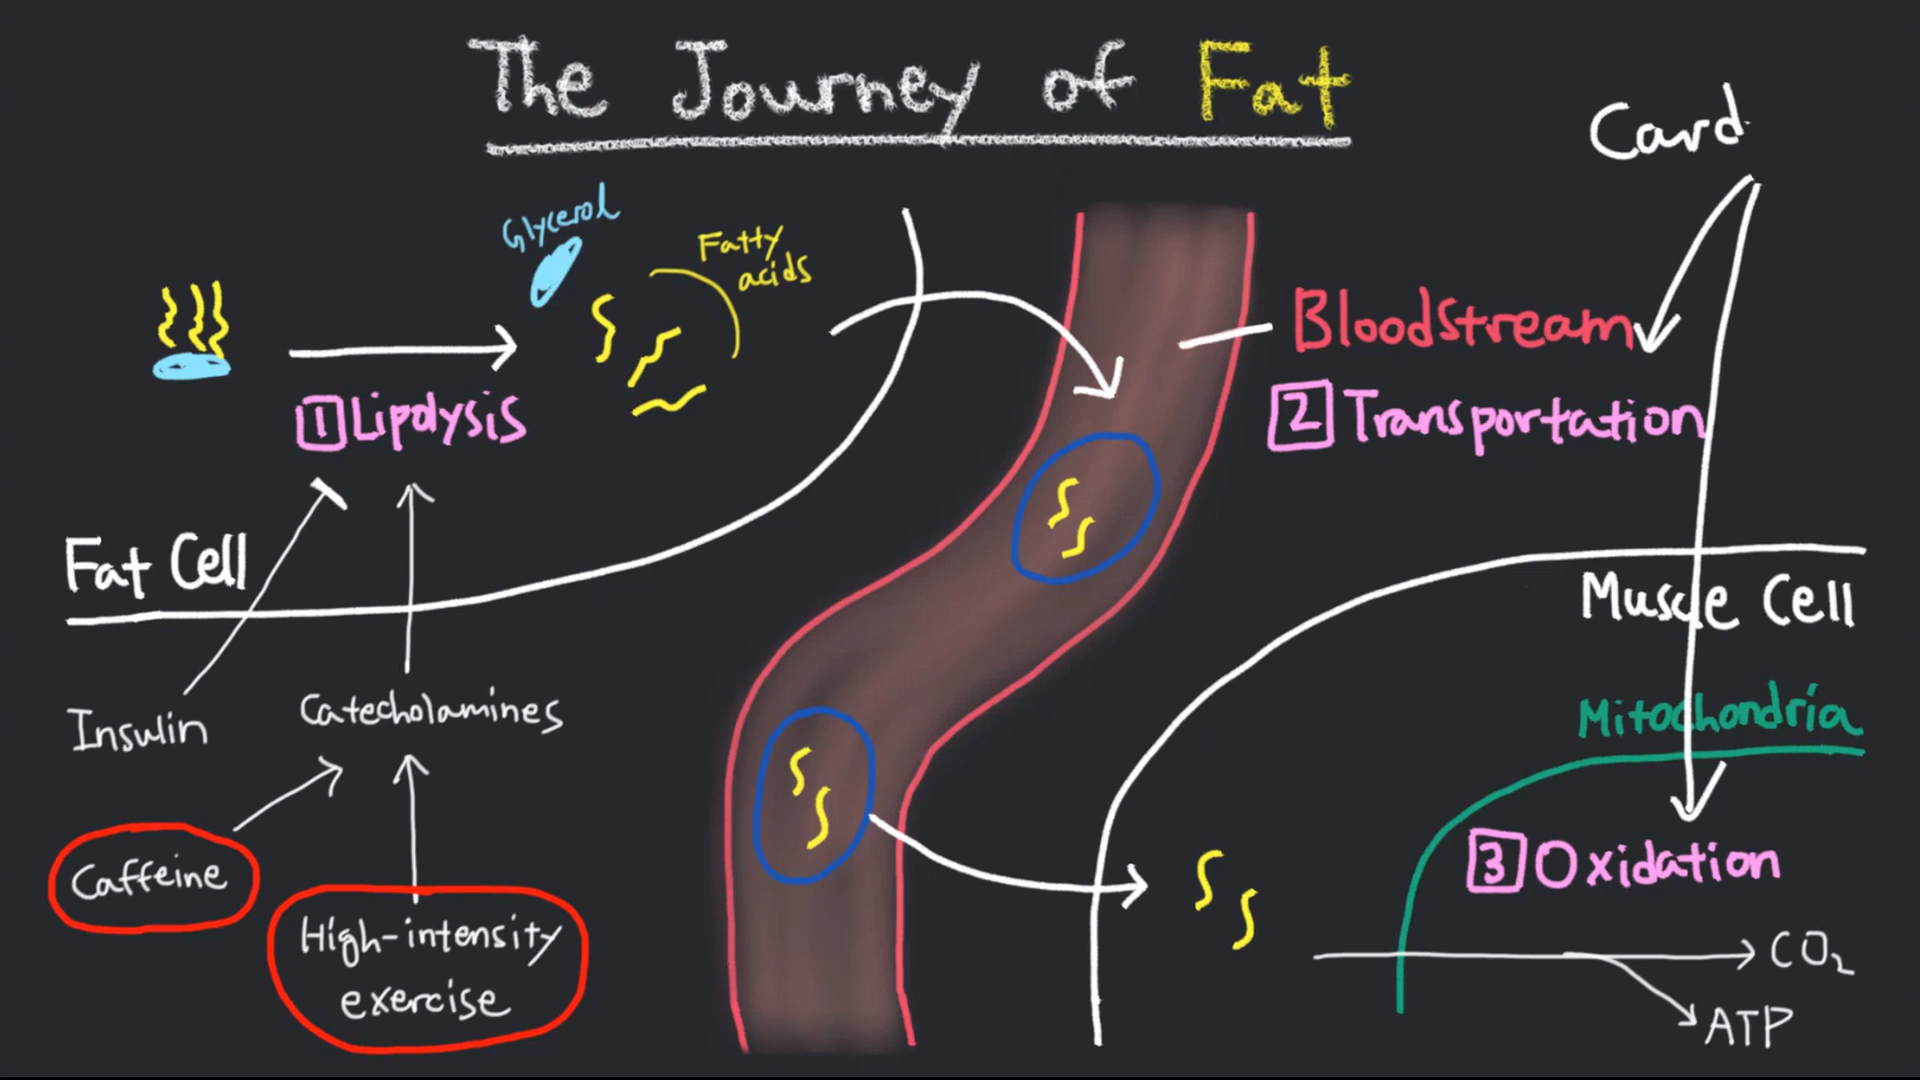 The Journey of Fat
Card
Glycerol
Fatty
acids
Bloodstream
1 Lipolysis
2 Transportation
Fat Cell
Muscle Cell
Insulin
Catecholamines
Mitochondria
Caffeine
High-intensity
exercise
3 Oxidation
CO2
ATP